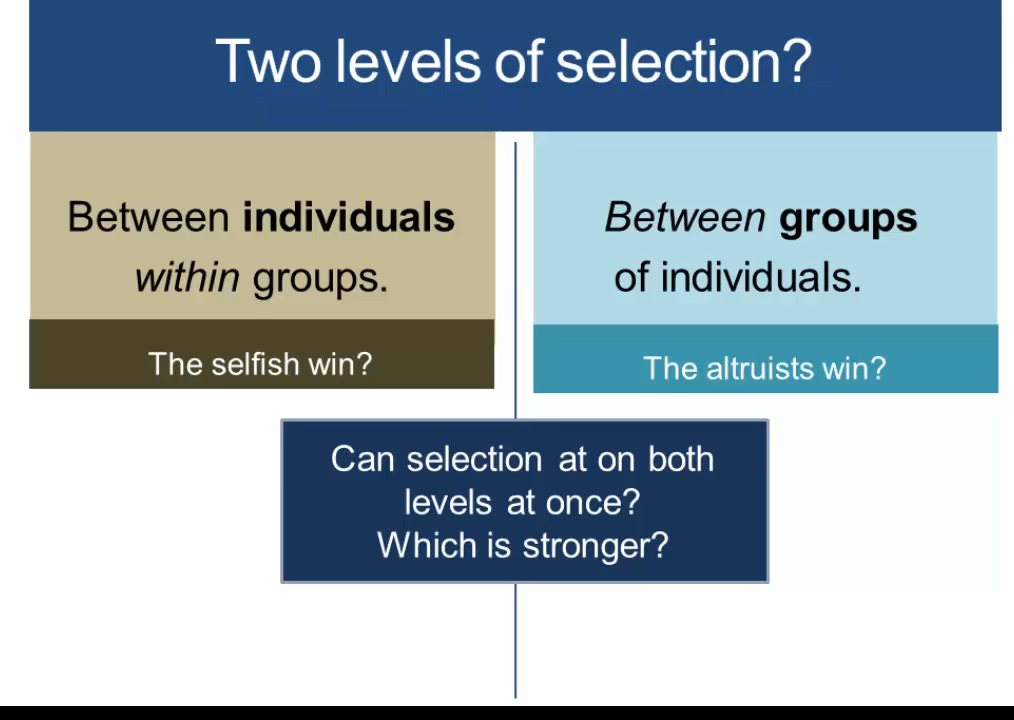 Two levels of selection?
Between individuals
within groups.
The selfish win?
Between groups
of individuals.
The altruists win?
Can selection at on both
levels at once?
Which is stronger?